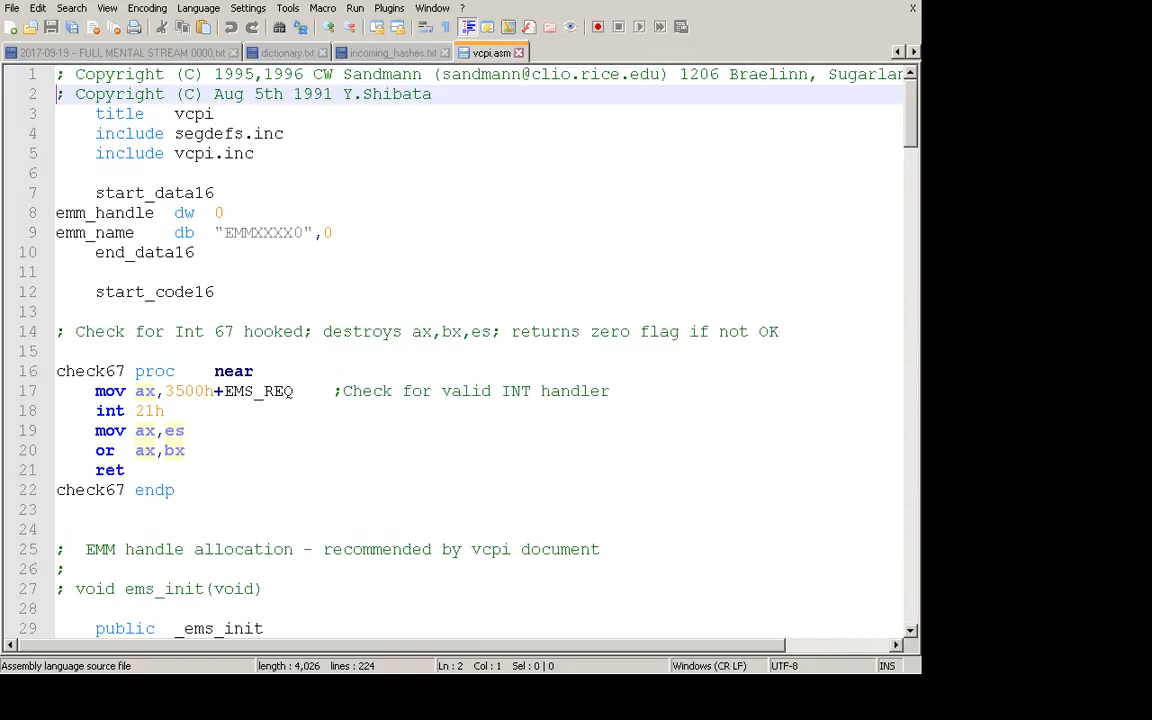 File Edit Search View Encoding Language Settings Tools Macro Run Plugins Window ? X
2017-09-19 – FULL MENTAL STREAM 0000.txt dictionary.txt incoming_hashes.txt vcpi.asm
1 ; Copyright (C) 1995,1996 CW Sandmann (sandmann@clio.rice.edu) 1206 Braelinn, Sugarlan
2 ; Copyright (C) Aug 5th 1991 Y.Shibata
3 title vcpi
4 include segdefs.inc
5 include vcpi.inc
6
7 start_data16
8 emm_handle dw 0
9 emm_name db "EMMXXXX0",0
10 end_data16
11
12 start_code16
13
14 ; Check for Int 67 hooked; destroys ax,bx,es; returns zero flag if not OK
15
16 check67 proc near
17 mov ax,3500h+EMS_REQ ;Check for valid INT handler
18 int 21h
19 mov ax,es
20 or ax,bx
21 ret
22 check67 endp
23
24
25 ; EMM handle allocation - recommended by vcpi document
26 ;
27 ; void ems_init(void)
28
29 public _ems_init
Assembly language source file length : 4,026 lines : 224 Ln : 2 Col : 1 Sel : 0 | 0 Windows (CR LF) UTF-8 INS